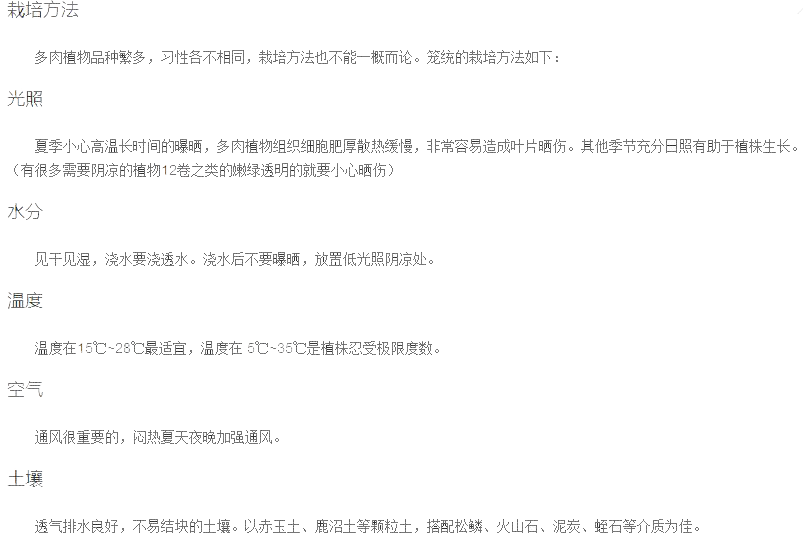 栽培方法
多肉植物品种繁多，习性各不相同，栽培方法也不能一概而论。笼统的栽培方法如下：
光照
夏季小心高温长时间的曝晒，多肉植物组织细胞肥厚散热缓慢，非常容易造成叶片晒伤。其他季节充分日照有助于植株生长。
（有很多需要阴凉的植物12卷之类的嫩绿透明的就要小心晒伤）
水分
见干见湿，浇水要浇透水。浇水后不要曝晒，放置低光照阴凉处。
温度
温度在15℃~28℃最适宜，温度在 5℃~35℃是植株忍受极限度数。
空气
通风很重要的，闷热夏天夜晚加强通风。
土壤
透气排水良好，不易结块的土壤。以赤玉土、鹿沼土等颗粒土，搭配松鳞、火山石、泥炭、蛭石等介质为佳。